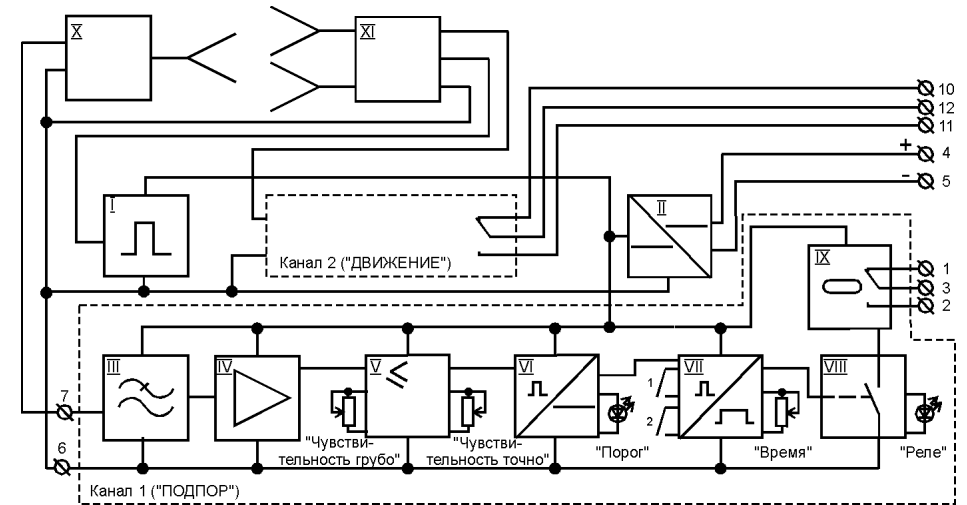 X
XI
10
12
11
+ 4
- 5
I
II
Канал 2 ("ДВИЖЕНИЕ")
IX
1
3
2
III
IV
V
VI
VII
VIII
7
6
1
2
"Чувстви-
тельность грубо"
"Чувстви-
тельность точно"
"Порог"
"Время"
"Реле"
Канал 1 ("ПОДПОР")